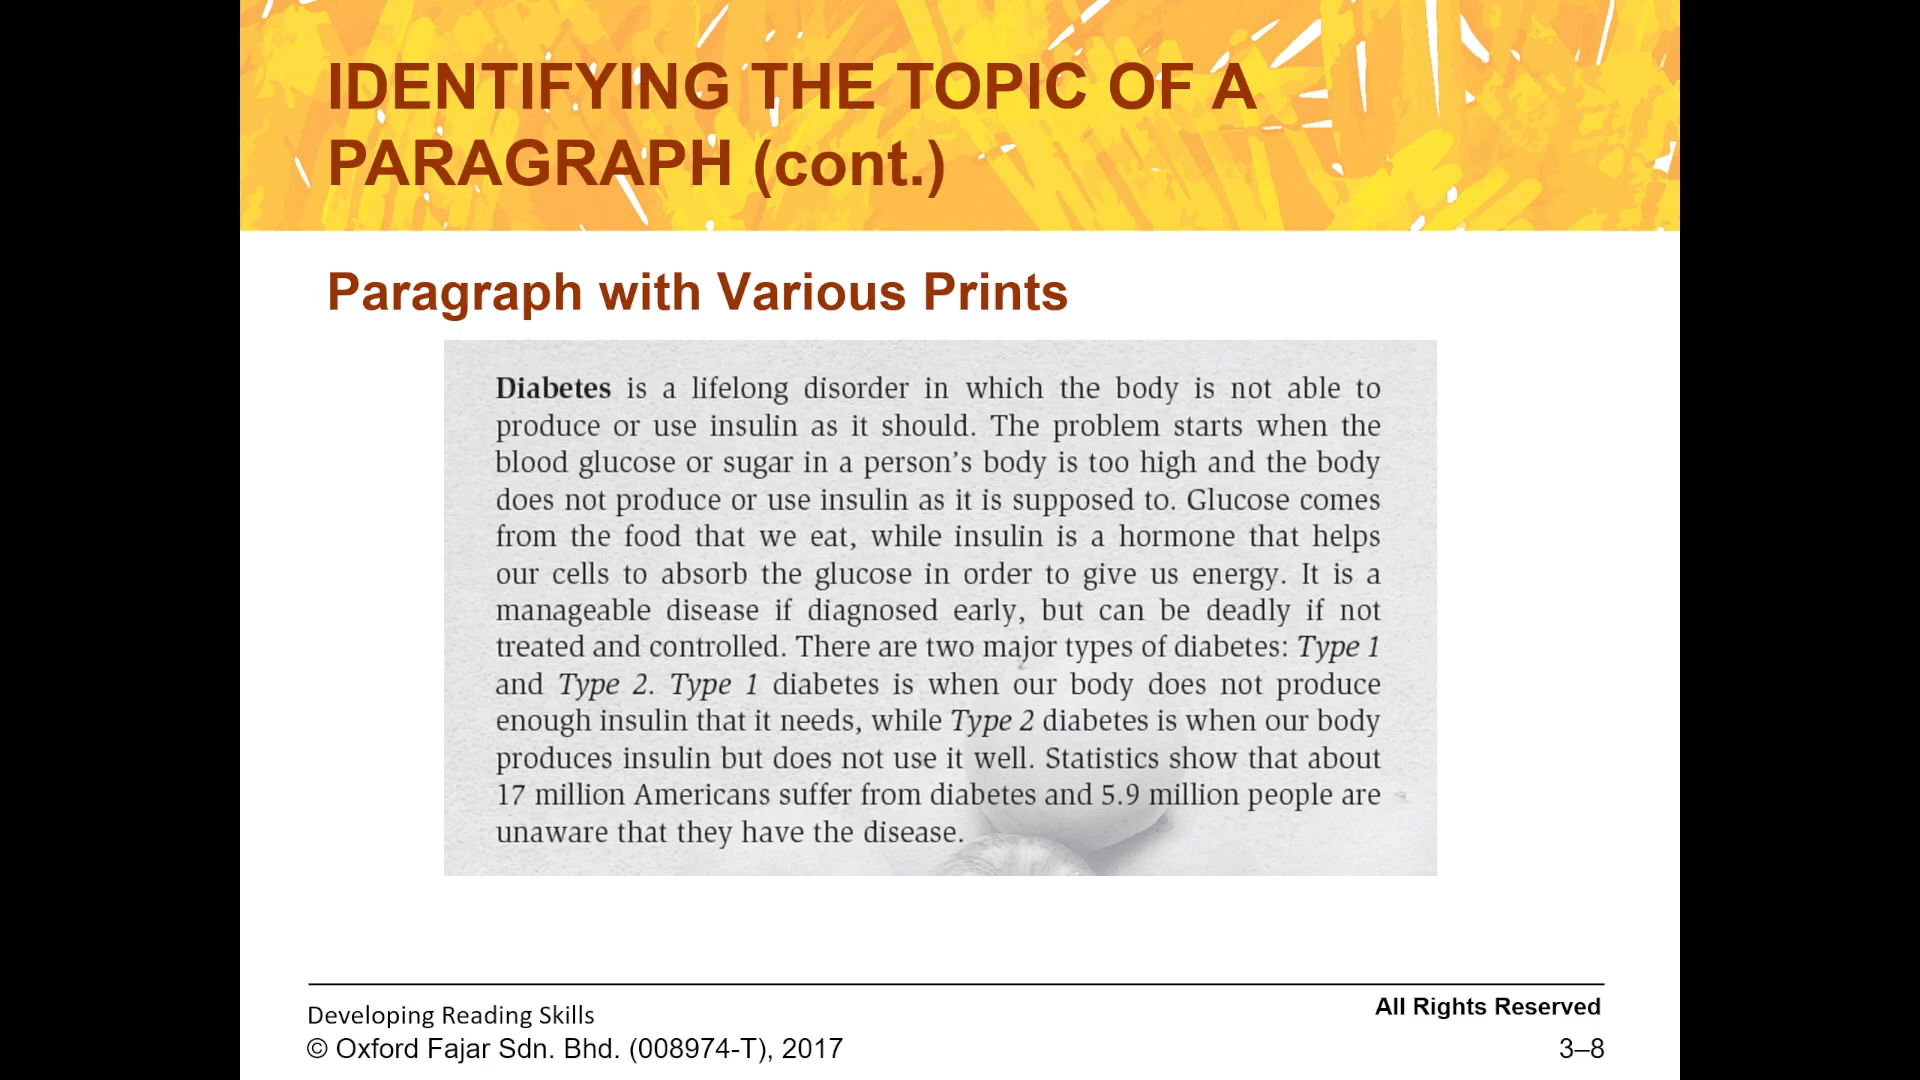 IDENTIFYING THE TOPIC OF A
PARAGRAPH (cont.)
Paragraph with Various Prints
Diabetes is a lifelong disorder in which the body is not able to
produce or use insulin as it should. The problem starts when the
blood glucose or sugar in a person’s body is too high and the body
does not produce or use insulin as it is supposed to. Glucose comes
from the food that we eat, while insulin is a hormone that helps
our cells to absorb the glucose in order to give us energy. It is a
manageable disease if diagnosed early, but can be deadly if not
treated and controlled. There are two major types of diabetes: Type 1
and Type 2. Type 1 diabetes is when our body does not produce
enough insulin that it needs, while Type 2 diabetes is when our body
produces insulin but does not use it well. Statistics show that about
17 million Americans suffer from diabetes and 5.9 million people are
unaware that they have the disease.
Developing Reading Skills
All Rights Reserved
© Oxford Fajar Sdn. Bhd. (008974-T), 2017
3–8